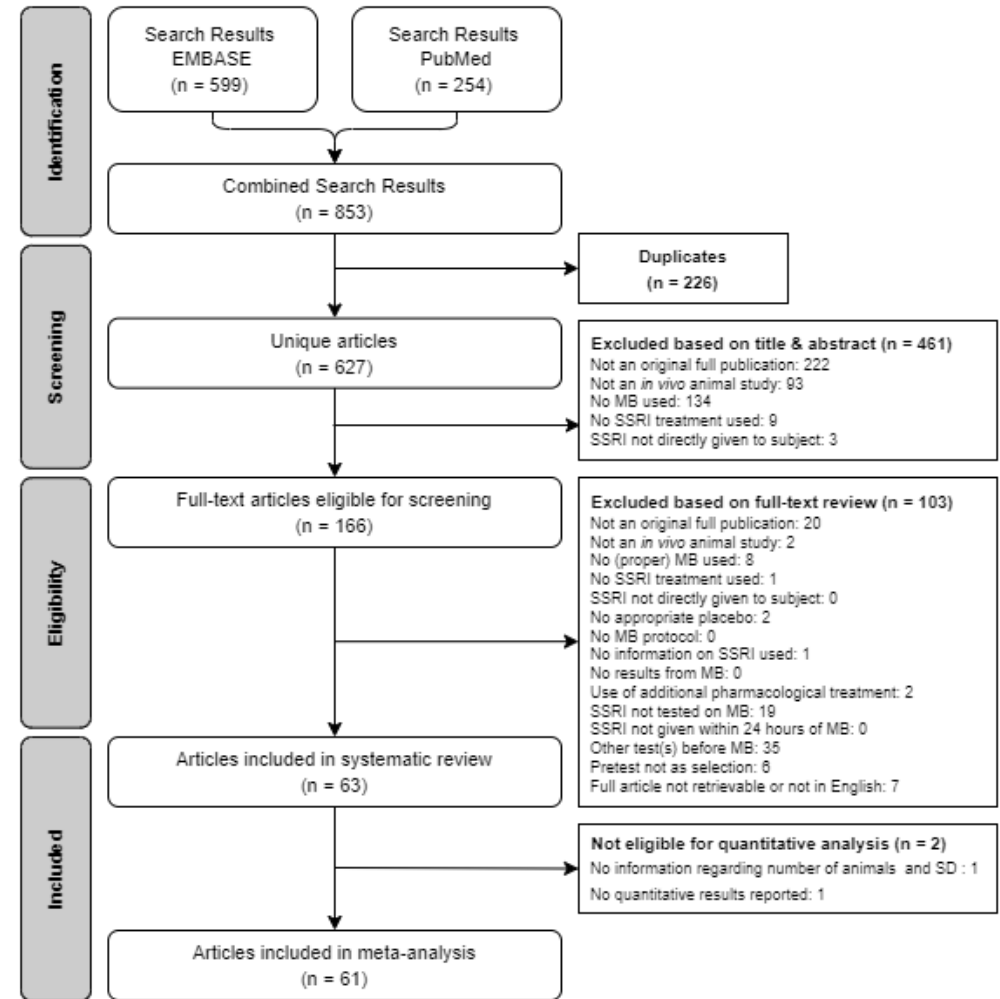 Identification
Search Results
EMBASE
(n = 599)
Search Results
PubMed
(n = 254)
Combined Search Results
(n = 853)
Screening
Duplicates
(n = 226)
Unique articles
(n = 627)
Excluded based on title & abstract (n = 461)
Not an original full publication: 222
Not an in vivo animal study: 93
No MB used: 134
No SSRI treatment used: 9
SSRI not directly given to subject: 3
Eligibility
Full-text articles eligible for screening
(n = 166)
Excluded based on full-text review (n = 103)
Not an original full publication: 20
Not an in vivo animal study: 2
No (proper) MB used: 8
No SSRI treatment used: 1
SSRI not directly given to subject: 0
No appropriate placebo: 2
No MB protocol: 0
No information on SSRI used: 1
No results from MB: 0
Use of additional pharmacological treatment: 2
SSRI not tested on MB: 19
SSRI not given within 24 hours of MB: 0
Other test(s) before MB: 35
Pretest not as selection: 6
Full article not retrievable or not in English: 7
Included
Articles included in systematic review
(n = 63)
Not eligible for quantitative analysis (n = 2)
No information regarding number of animals and SD : 1
No quantitative results reported: 1
Articles included in meta-analysis
(n = 61)